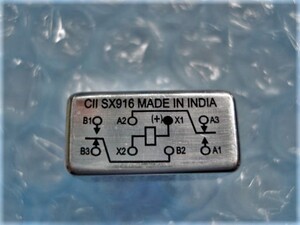 CII SX916 MADE IN INDIA
B1 A2 (+) X1 A3
B3 X2 B2 A1